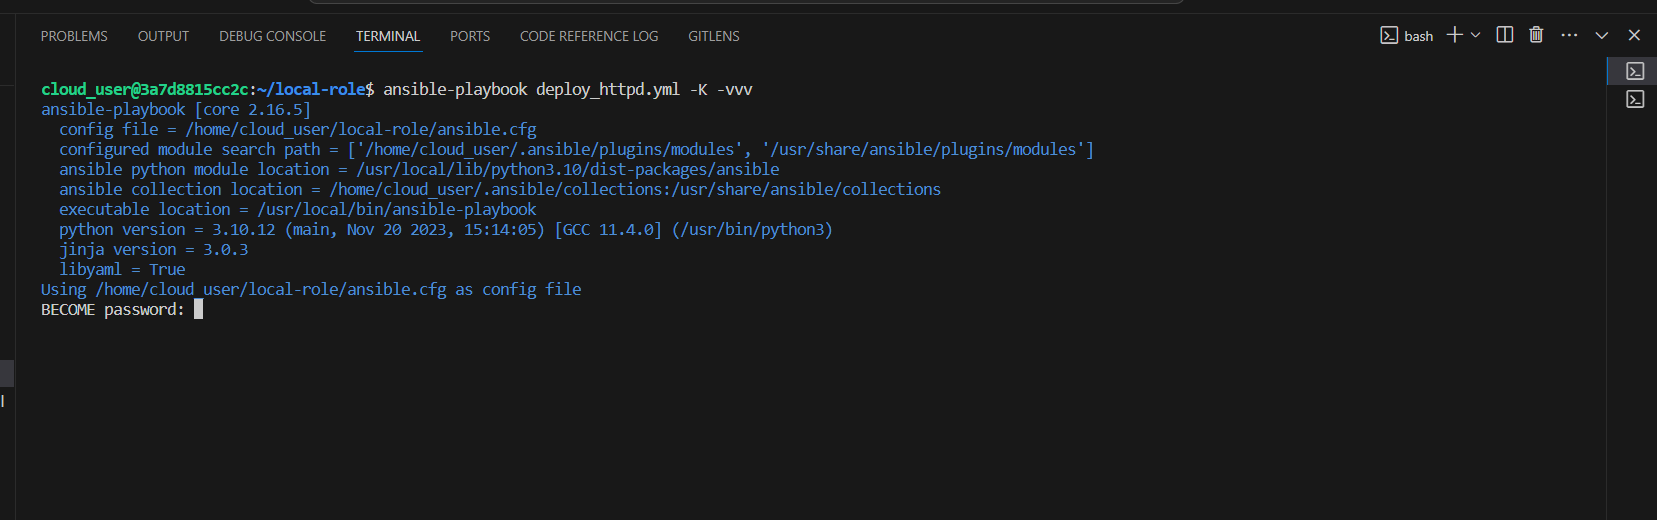 PROBLEMS OUTPUT DEBUG CONSOLE TERMINAL PORTS CODE REFERENCE LOG GITLENS bash
cloud_user@3a7d8815cc2c:~/local-role$ ansible-playbook deploy_httpd.yml -K -vvv
ansible-playbook [core 2.16.5]
config file = /home/cloud_user/local-role/ansible.cfg
configured module search path = ['/home/cloud_user/.ansible/plugins/modules', '/usr/share/ansible/plugins/modules']
ansible python module location = /usr/local/lib/python3.10/dist-packages/ansible
ansible collection location = /home/cloud_user/.ansible/collections:/usr/share/ansible/collections
executable location = /usr/local/bin/ansible-playbook
python version = 3.10.12 (main, Nov 20 2023, 15:14:05) [GCC 11.4.0] (/usr/bin/python3)
jinja version = 3.0.3
libyaml = True
Using /home/cloud_user/local-role/ansible.cfg as config file
BECOME password: